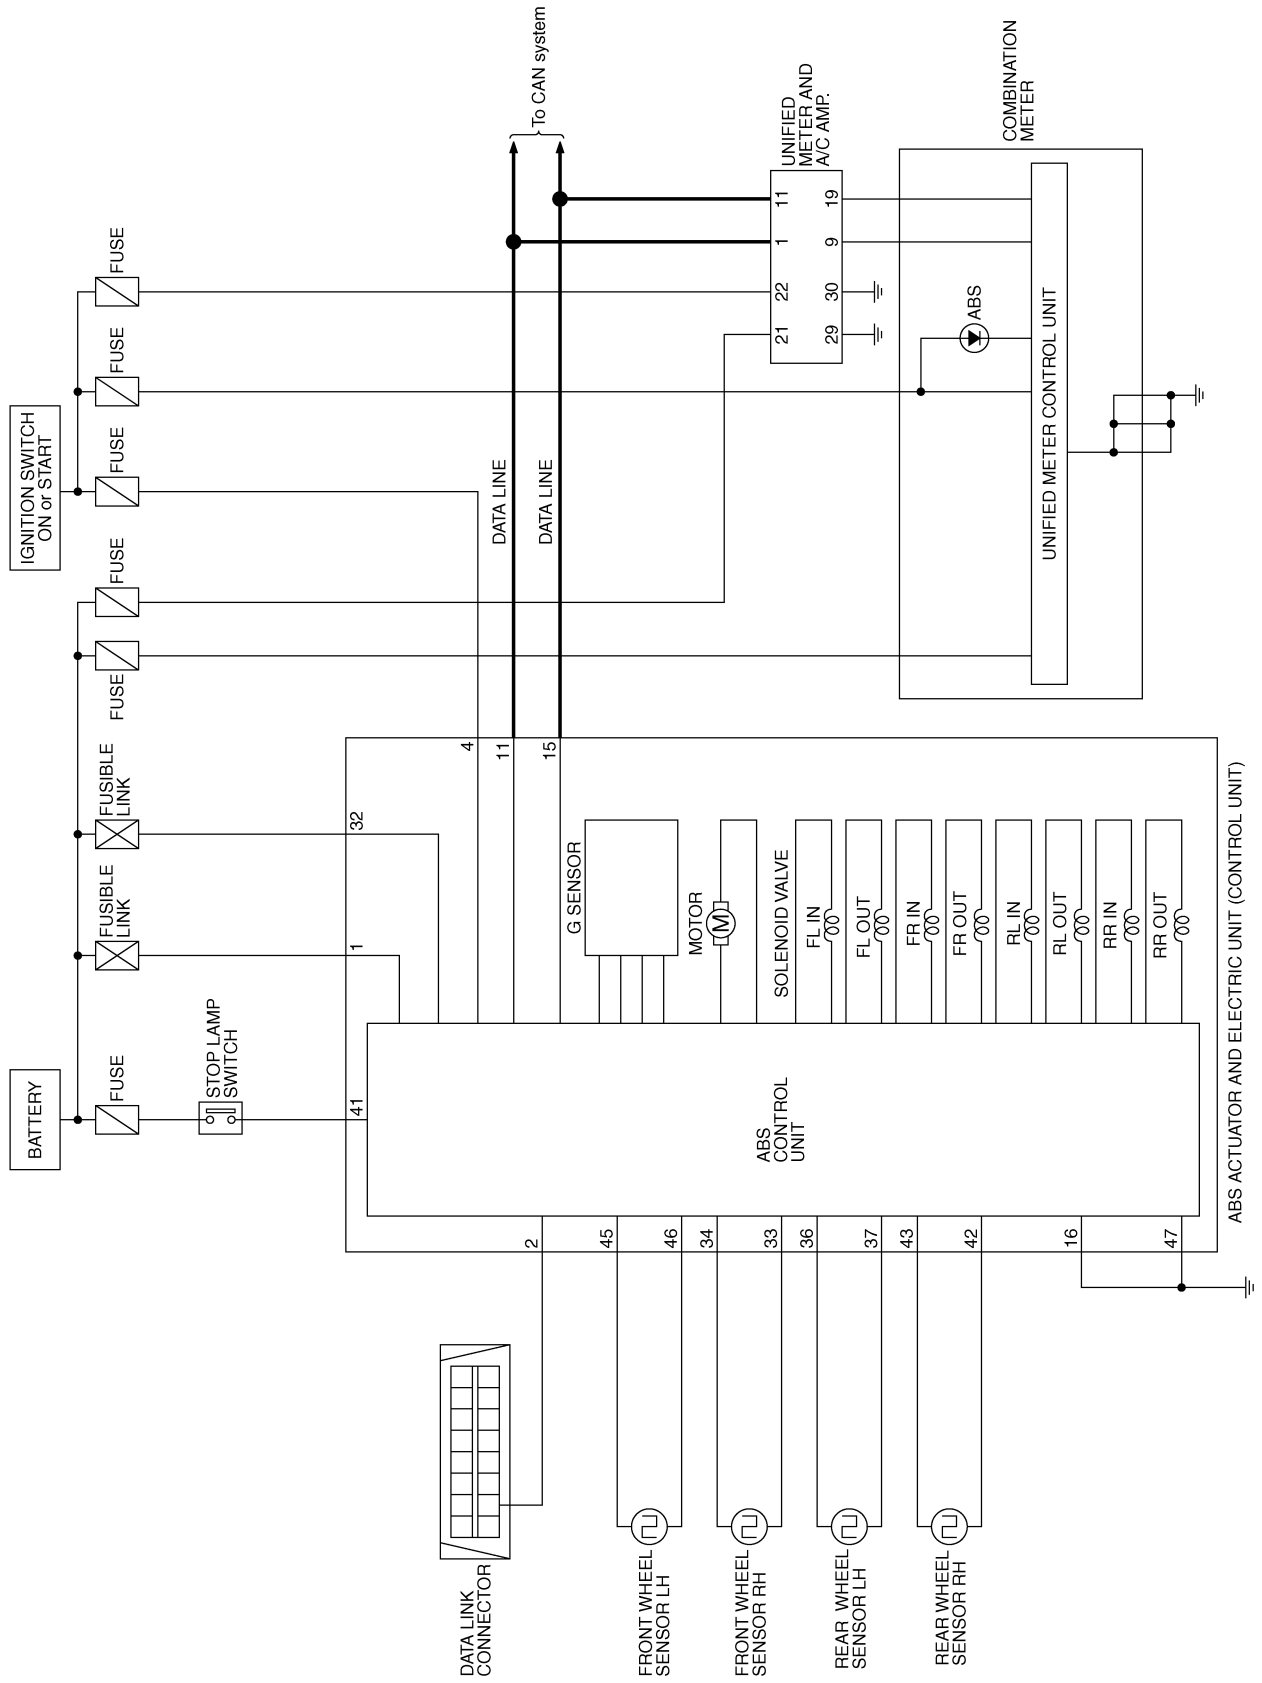 BATTERY
IGNITION SWITCH
ON or START
FUSE
STOP LAMP
SWITCH
FUSIBLE
LINK
FUSIBLE
LINK
FUSE
FUSE
FUSE
FUSE
FUSE
41
1
32
4
11
15
DATA LINE
DATA LINE
To CAN system
DATA LINK
CONNECTOR
2
45
46
34
33
36
37
43
42
16
47
FRONT WHEEL
SENSOR LH
FRONT WHEEL
SENSOR RH
REAR WHEEL
SENSOR LH
REAR WHEEL
SENSOR RH
ABS
CONTROL
UNIT
G SENSOR
MOTOR
M
SOLENOID VALVE
FL IN
FL OUT
FR IN
FR OUT
RL IN
RL OUT
RR IN
RR OUT
ABS ACTUATOR AND ELECTRIC UNIT (CONTROL UNIT)
UNIFIED
METER AND
A/C AMP.
21
22
1
11
29
30
9
19
ABS
UNIFIED METER CONTROL UNIT
COMBINATION
METER